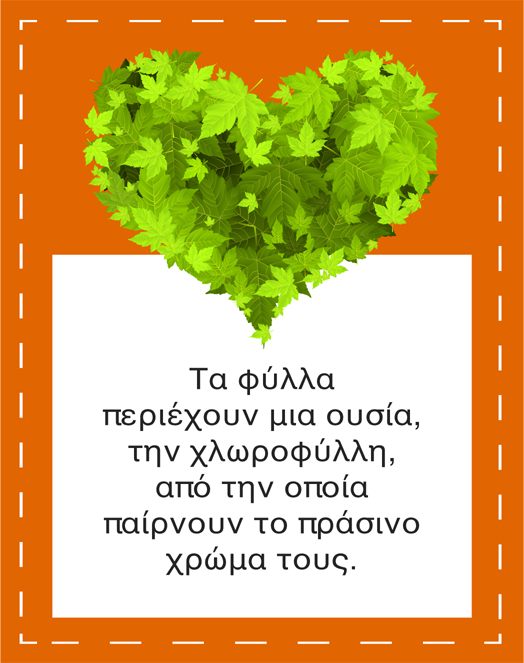 Τα φύλλα
περιέχουν μια ουσία,
την χλωροφύλλη,
από την οποία
παίρνουν το πράσινο
χρώμα τους.